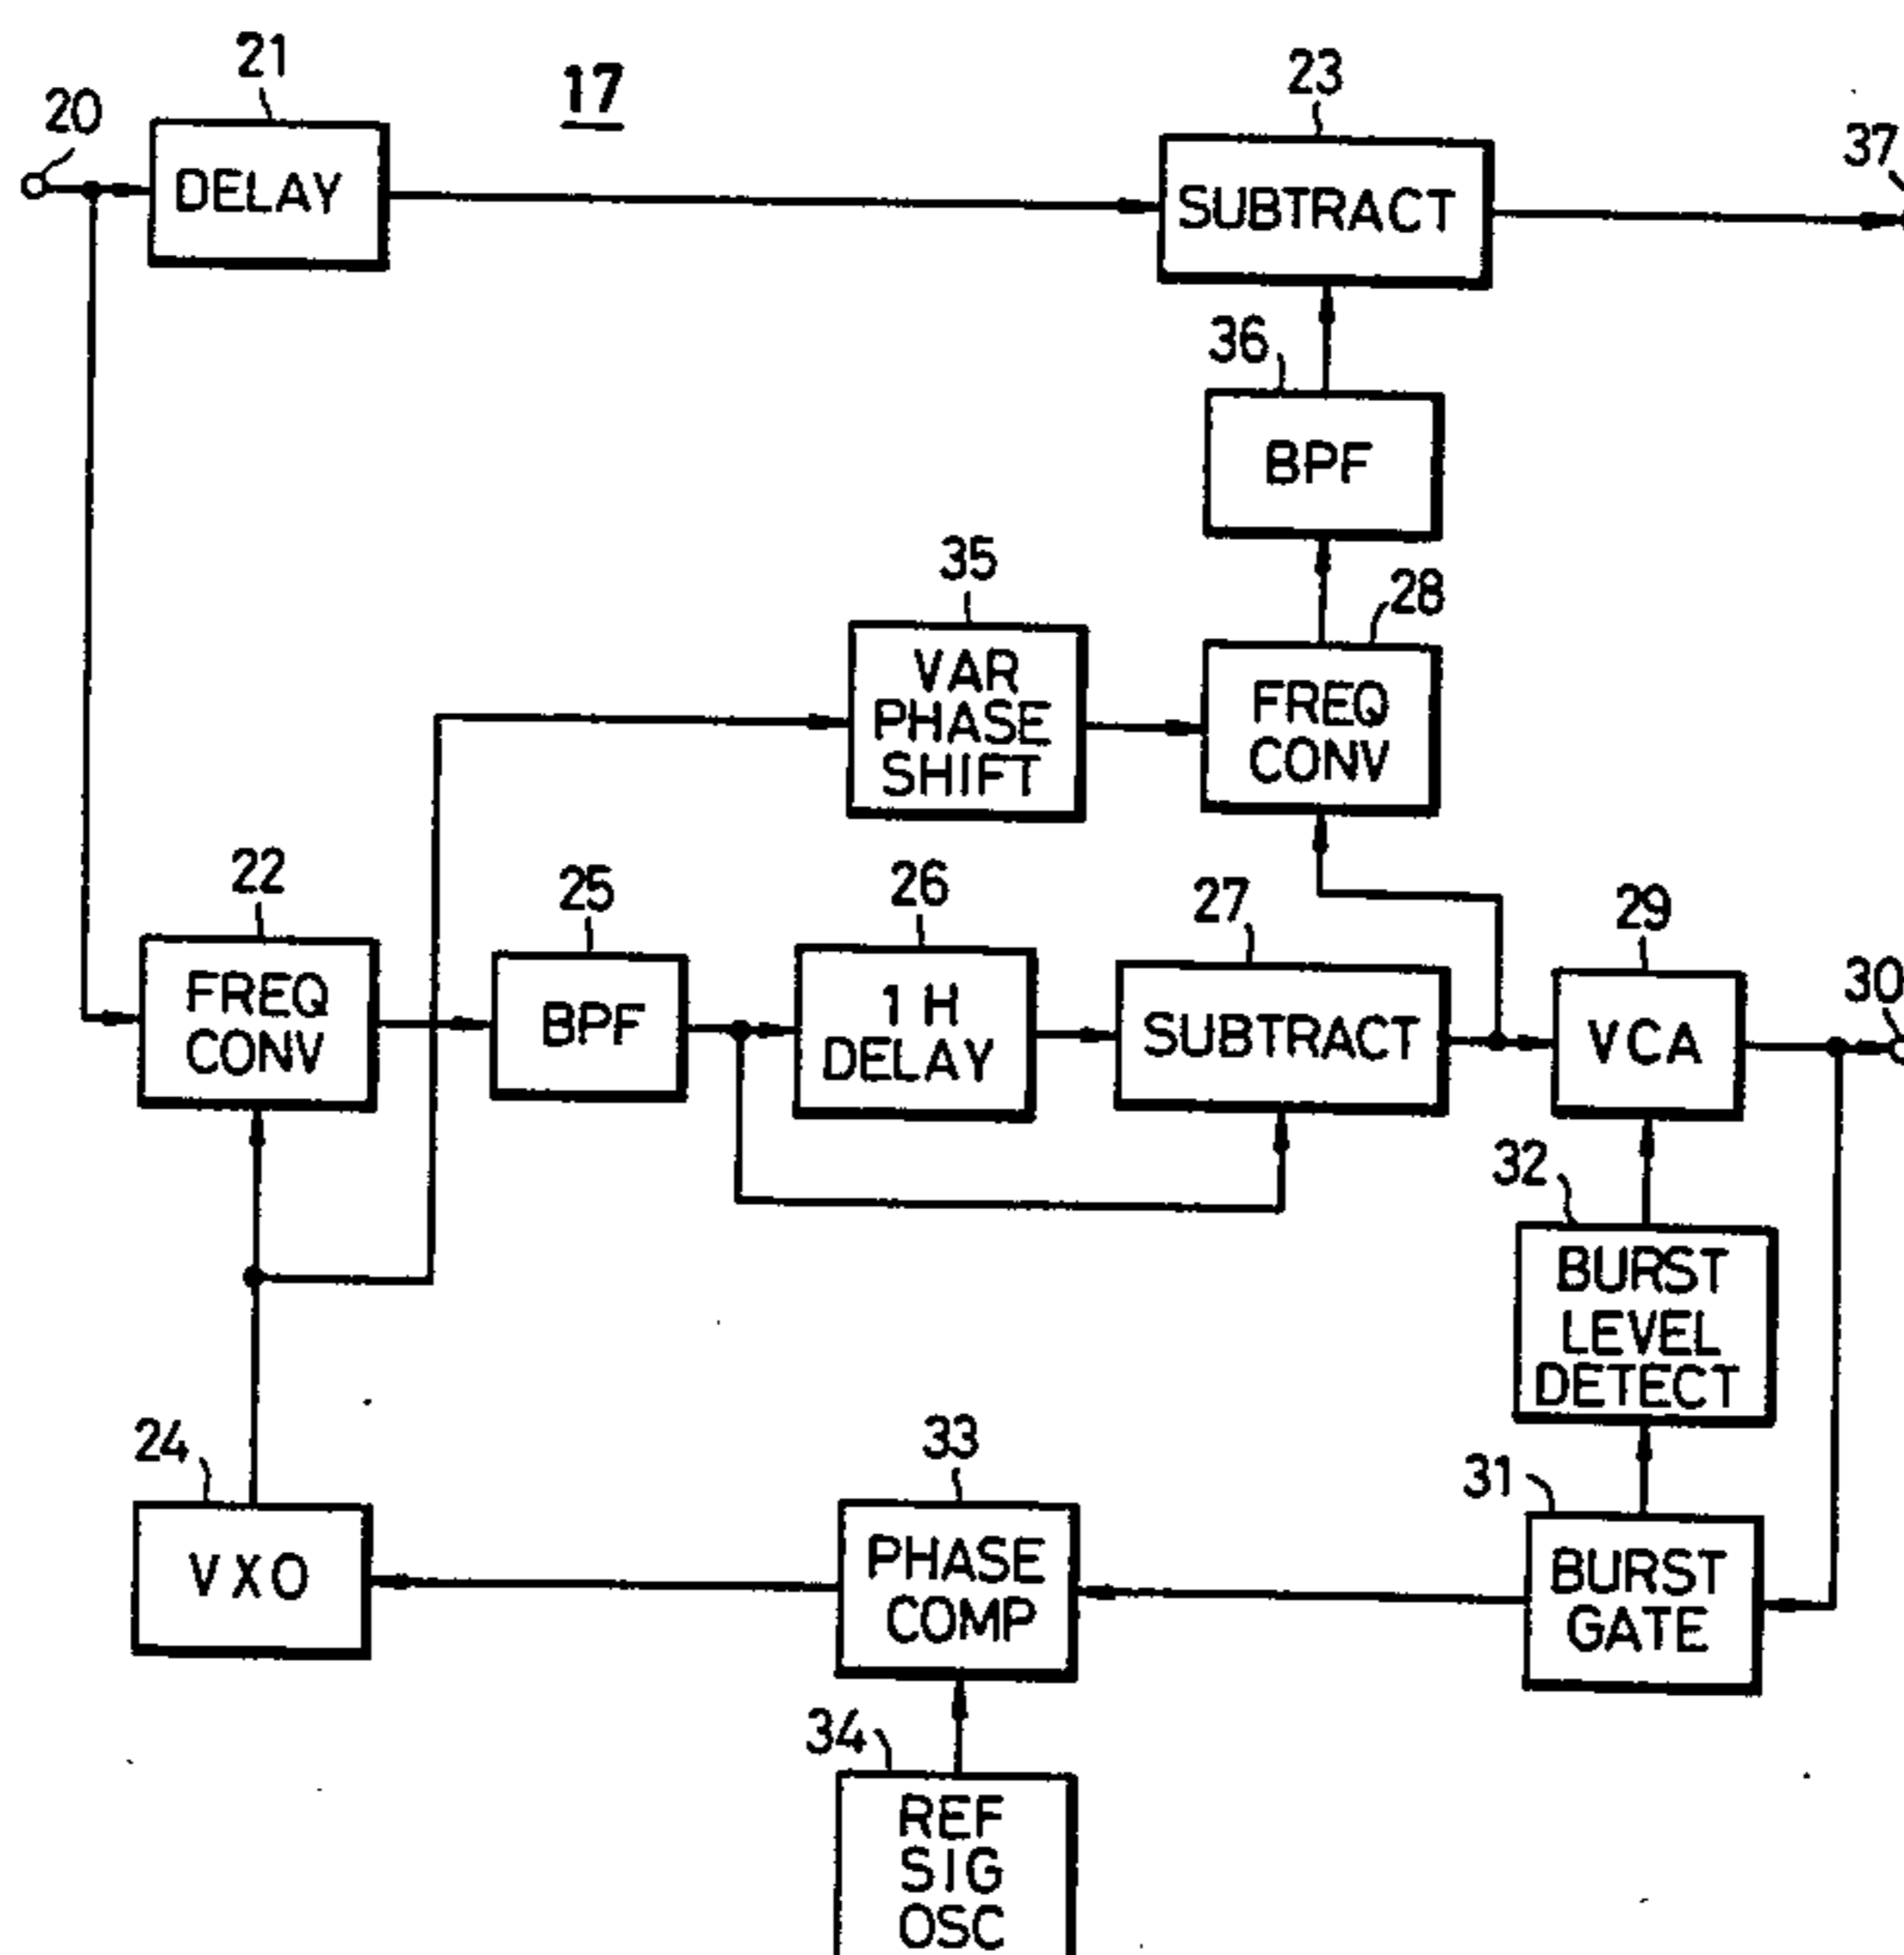 21
17
23
20
37
DELAY
SUBTRACT
36
BPF
35
28
VAR
PHASE
SHIFT
FREQ
CONV
22
25
26
27
29
30
FREQ
CONV
BPF
1H
DELAY
SUBTRACT
VCA
32
BURST
LEVEL
DETECT
24
33
31
VXO
PHASE
COMP
BURST
GATE
34
REF
SIG
OSC